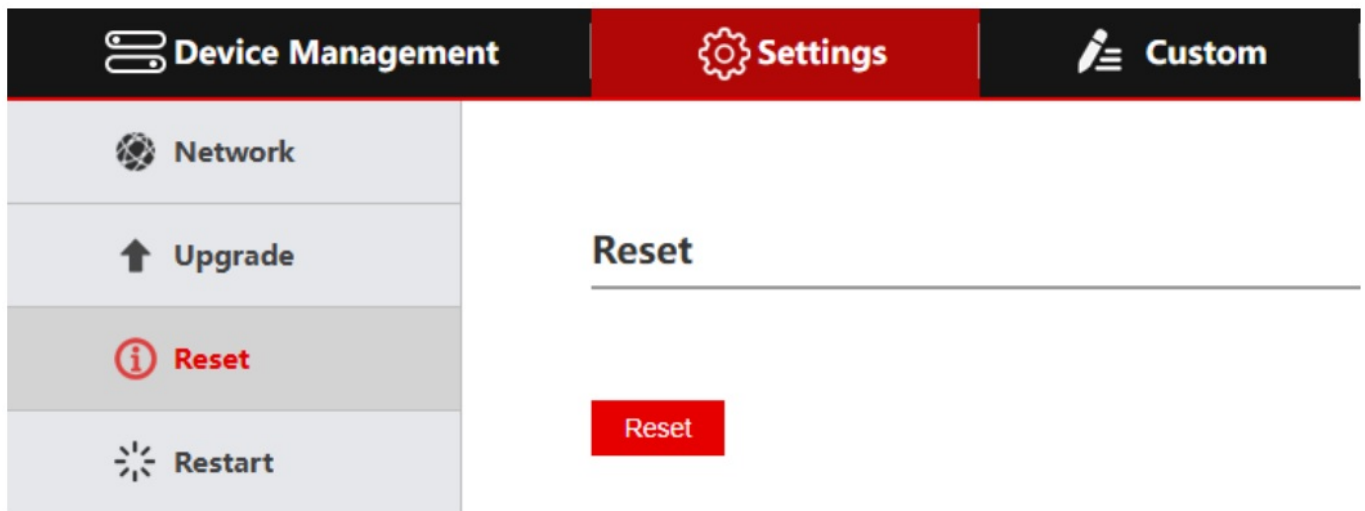 Device Management
Settings
Custom
Network
Upgrade
Reset
Restart
Reset
Reset